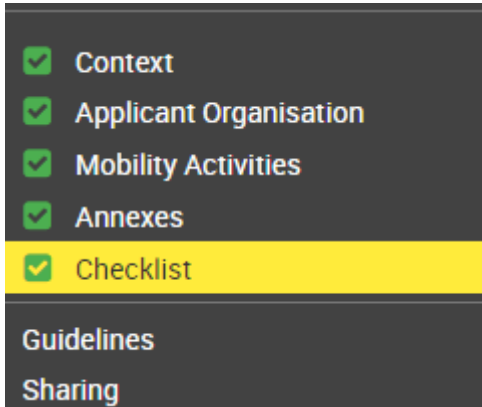 Context
Applicant Organisation
Mobility Activities
Annexes
Checklist
Guidelines
Sharing